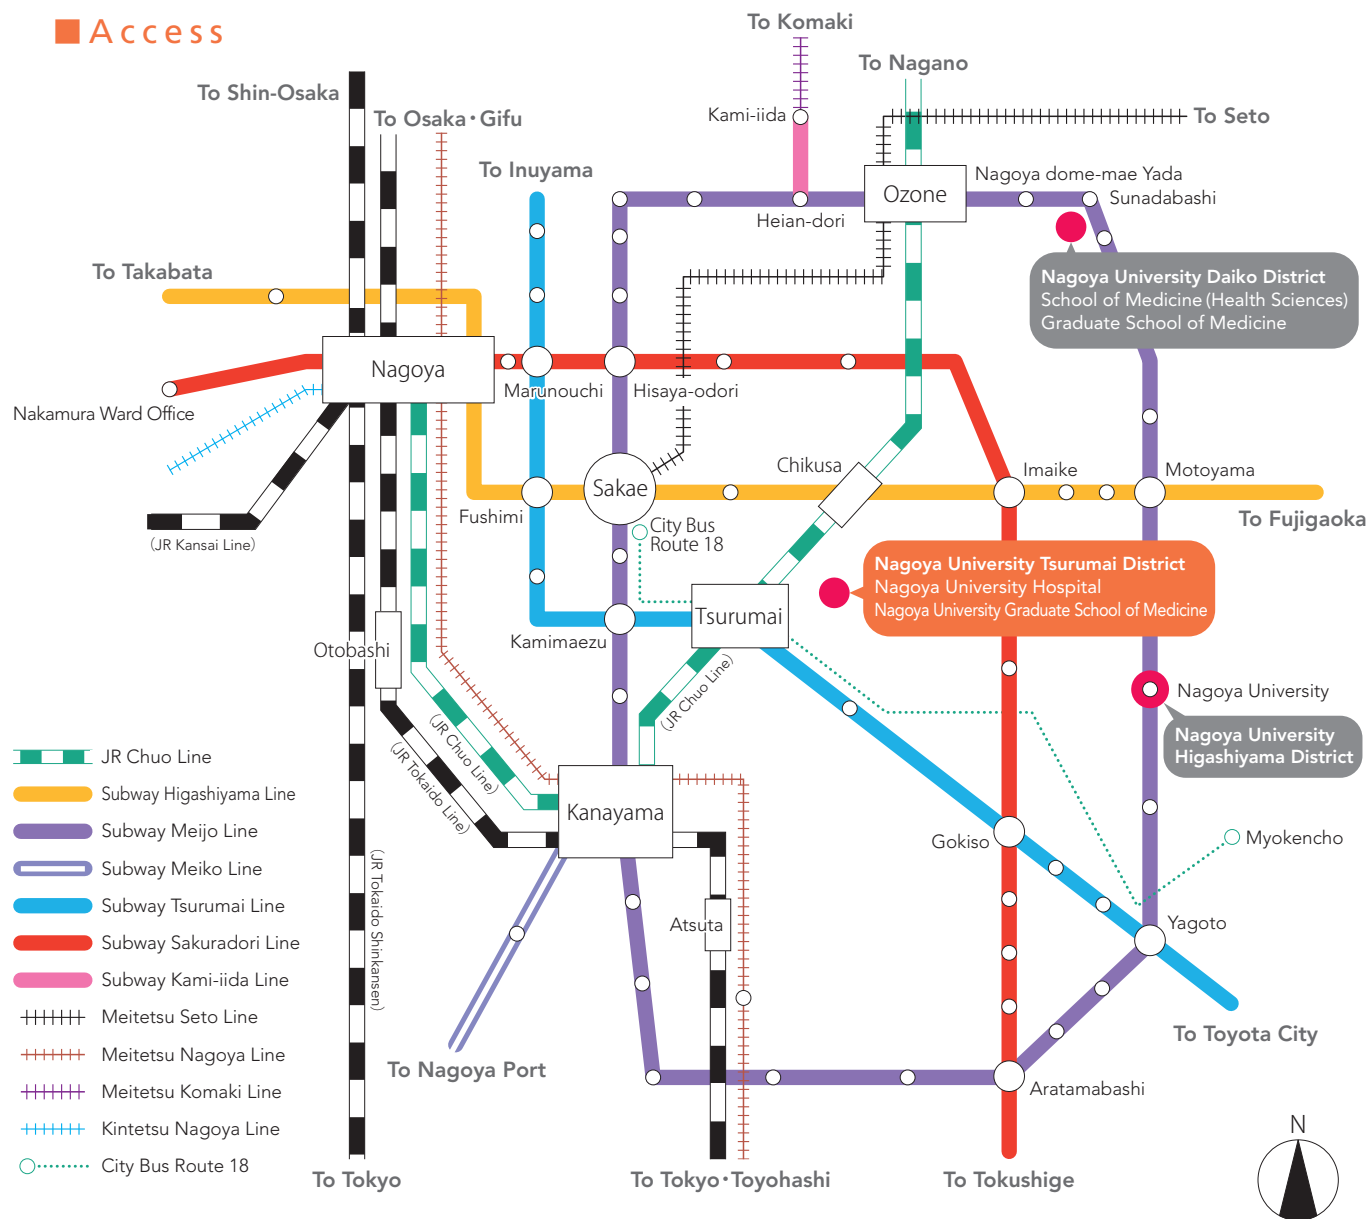 Access
To Komaki
To Nagano
To Shin-Osaka
To Osaka・Gifu
Kami-iida
To Seto
To Inuyama
Nagoya dome-mae Yada
Ozone
Sunadabashi
Heian-dori
To Takabata
Nagoya University Daiko District
School of Medicine (Health Sciences)
Graduate School of Medicine
Nagoya
Marunouchi
Hisaya-odori
Nakamura Ward Office
Chikusa
Imaike
Motoyama
Sakae
Fushimi
To Fujigaoka
City Bus
Route 18
(JR Kansai Line)
Nagoya University Tsurumai District
Nagoya University Hospital
Nagoya University Graduate School of Medicine
Tsurumai
Kamimaezu
Otobashi
(JR Chuo Line)
Nagoya University
Nagoya University
Higashiyama District
(JR Chuo Line)
(JR Tokaido Line)
Kanayama
Gokiso
Myokencho
(JR Tokaido Shinkansen)
Atsuta
Yagoto
To Toyota City
To Nagoya Port
Aratamabashi
JR Chuo Line
Subway Higashiyama Line
Subway Meijo Line
Subway Meiko Line
Subway Tsurumai Line
Subway Sakuradori Line
Subway Kami-iida Line
Meitetsu Seto Line
Meitetsu Nagoya Line
Meitetsu Komaki Line
Kintetsu Nagoya Line
City Bus Route 18
N
To Tokyo
To Tokyo・Toyohashi
To Tokushige